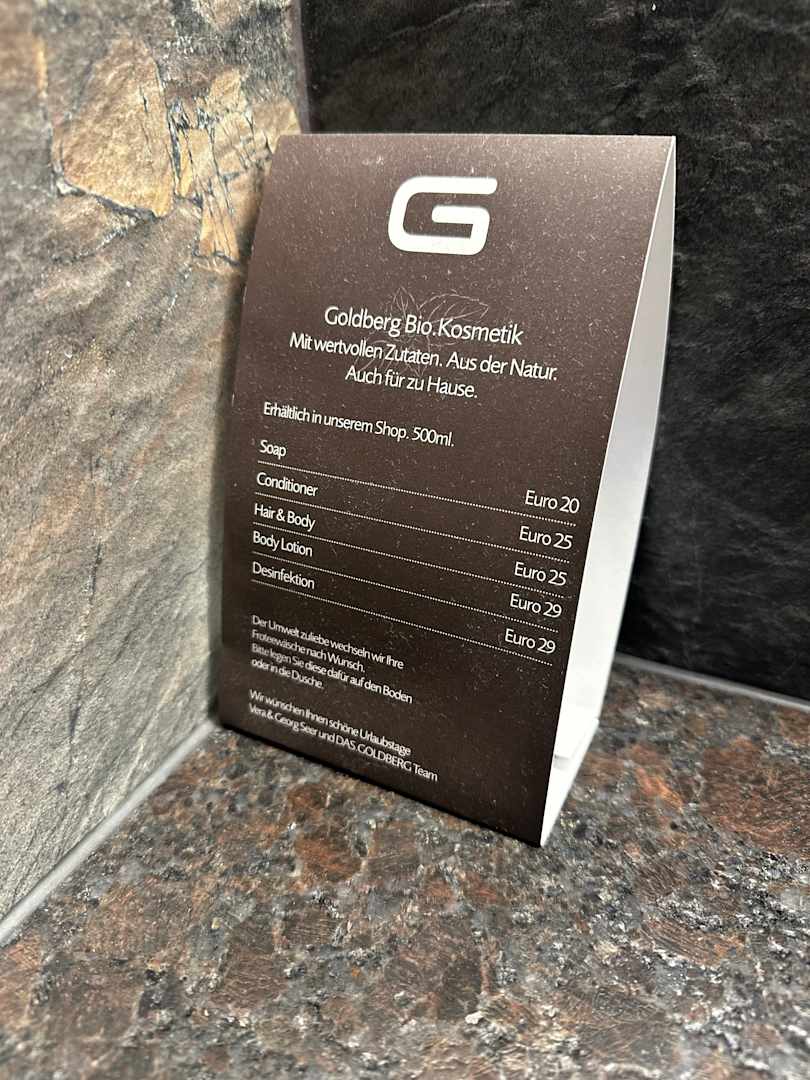 G
Goldberg Bio.Kosmetik
Mit wertvollen Zutaten. Aus der Natur.
Auch für zu Hause.
Erhältlich in unserem Shop. 500ml.
Soap Euro 20
Conditioner Euro 25
Hair & Body Euro 25
Body Lotion Euro 29
Desinfektion Euro 29
Der Umwelt zuliebe wechseln wir Ihre
Froteewäsche nach Wunsch.
Bitte legen Sie diese dafür auf den Boden
oder in die Dusche.
Wir wünschen Ihnen schöne Urlaubstage
Vera & Georg Seer und DAS.GOLDBERG Team